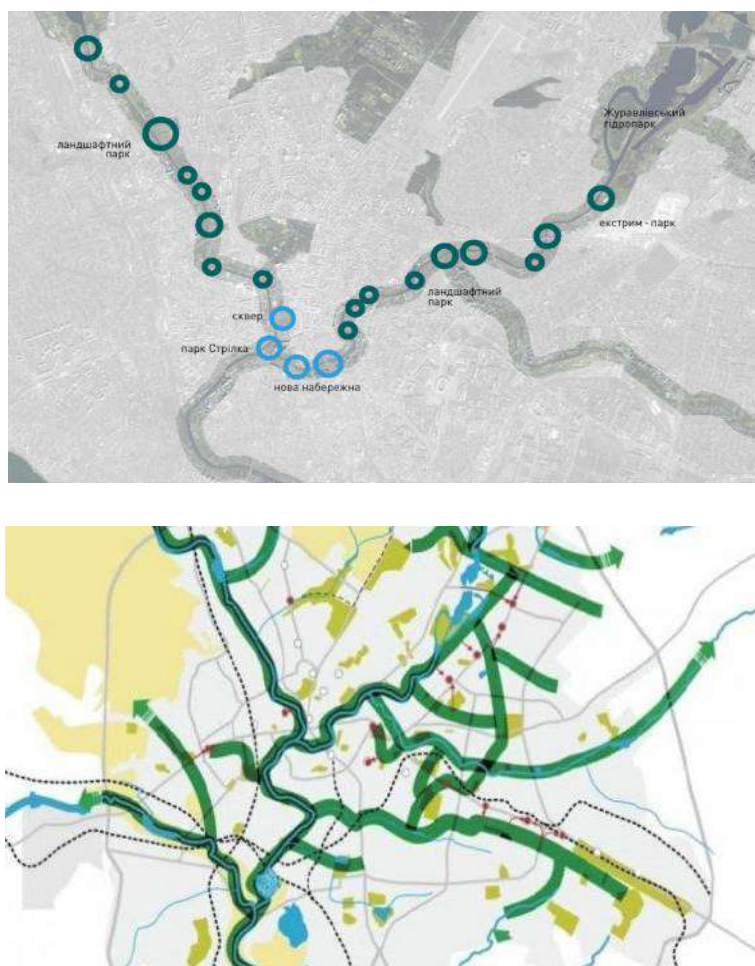 Журавлівський
гідропарк
ландшафтний
парк
екстрим - парк
ландшафтний
парк
сквер
парк Стрілка
нова набережна